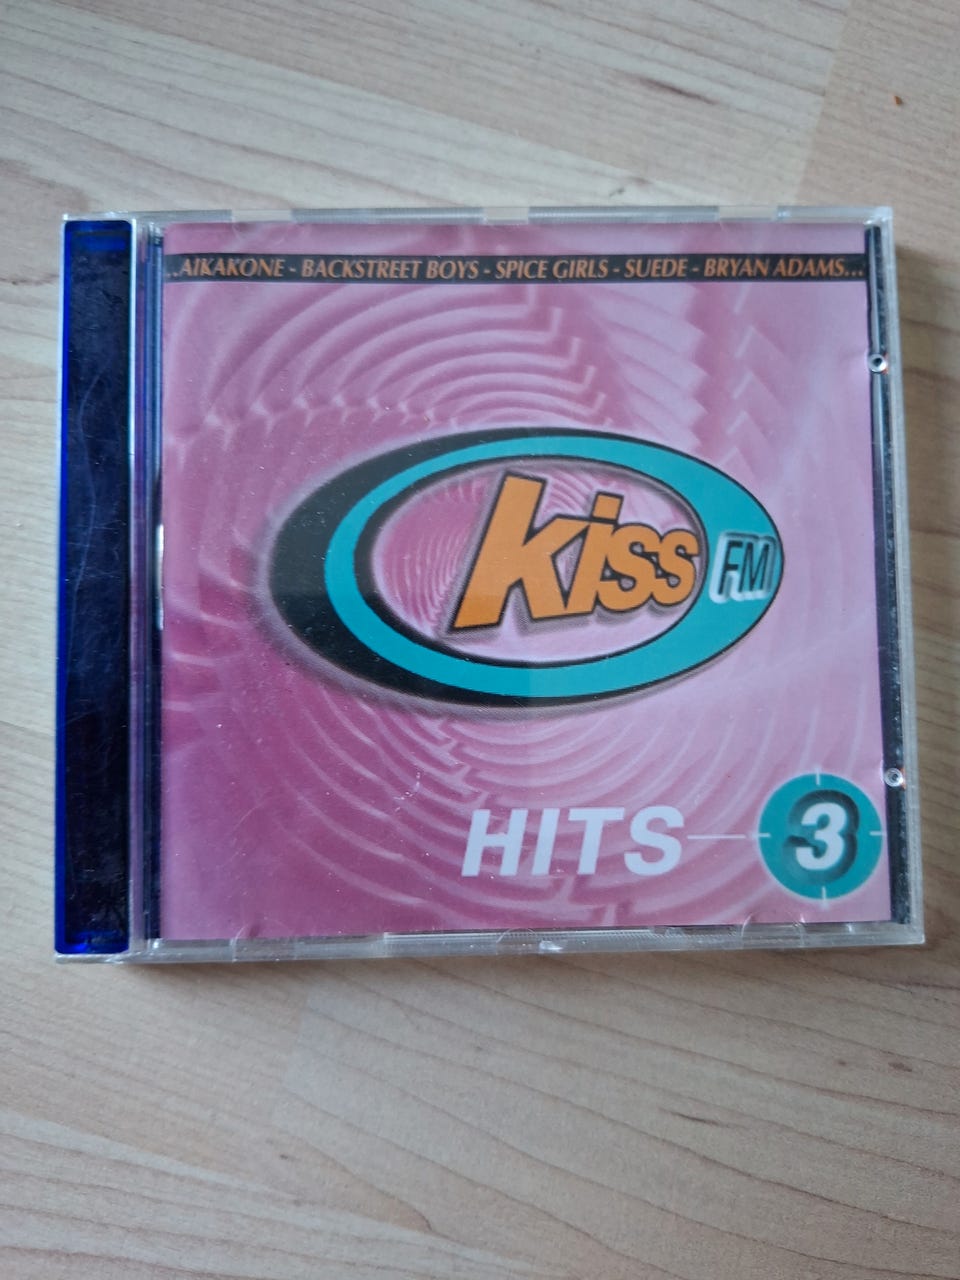 ..AIKAKONE - BACKSTREET BOYS - SPICE GIRLS - SUEDE - BRYAN ADAMS...
kiss FM
HITS 3